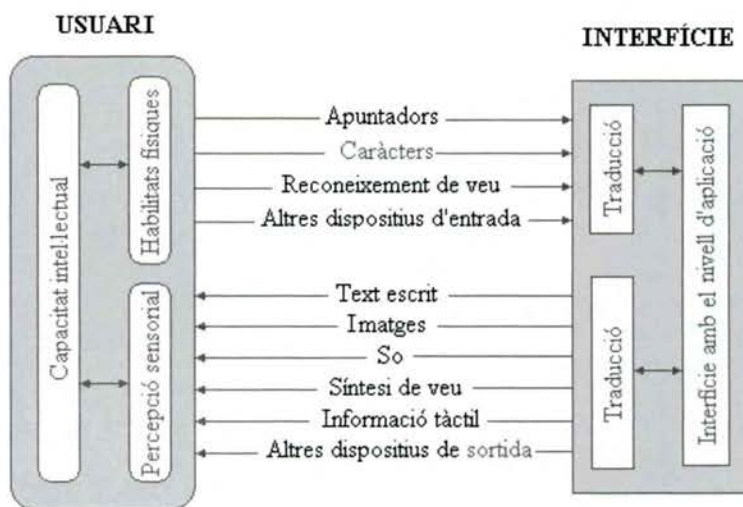 USUARI
INTERFÍCIE
Capacitat intel·lectual
Habilitats físiques
Percepció sensorial
Apuntadors
Caràcters
Reconeixement de veu
Altres dispositius d'entrada
Text escrit
Imatges
So
Síntesi de veu
Informació tàctil
Altres dispositius de sortida
Traducció
Traducció
Interfície amb el nivell d'aplicació